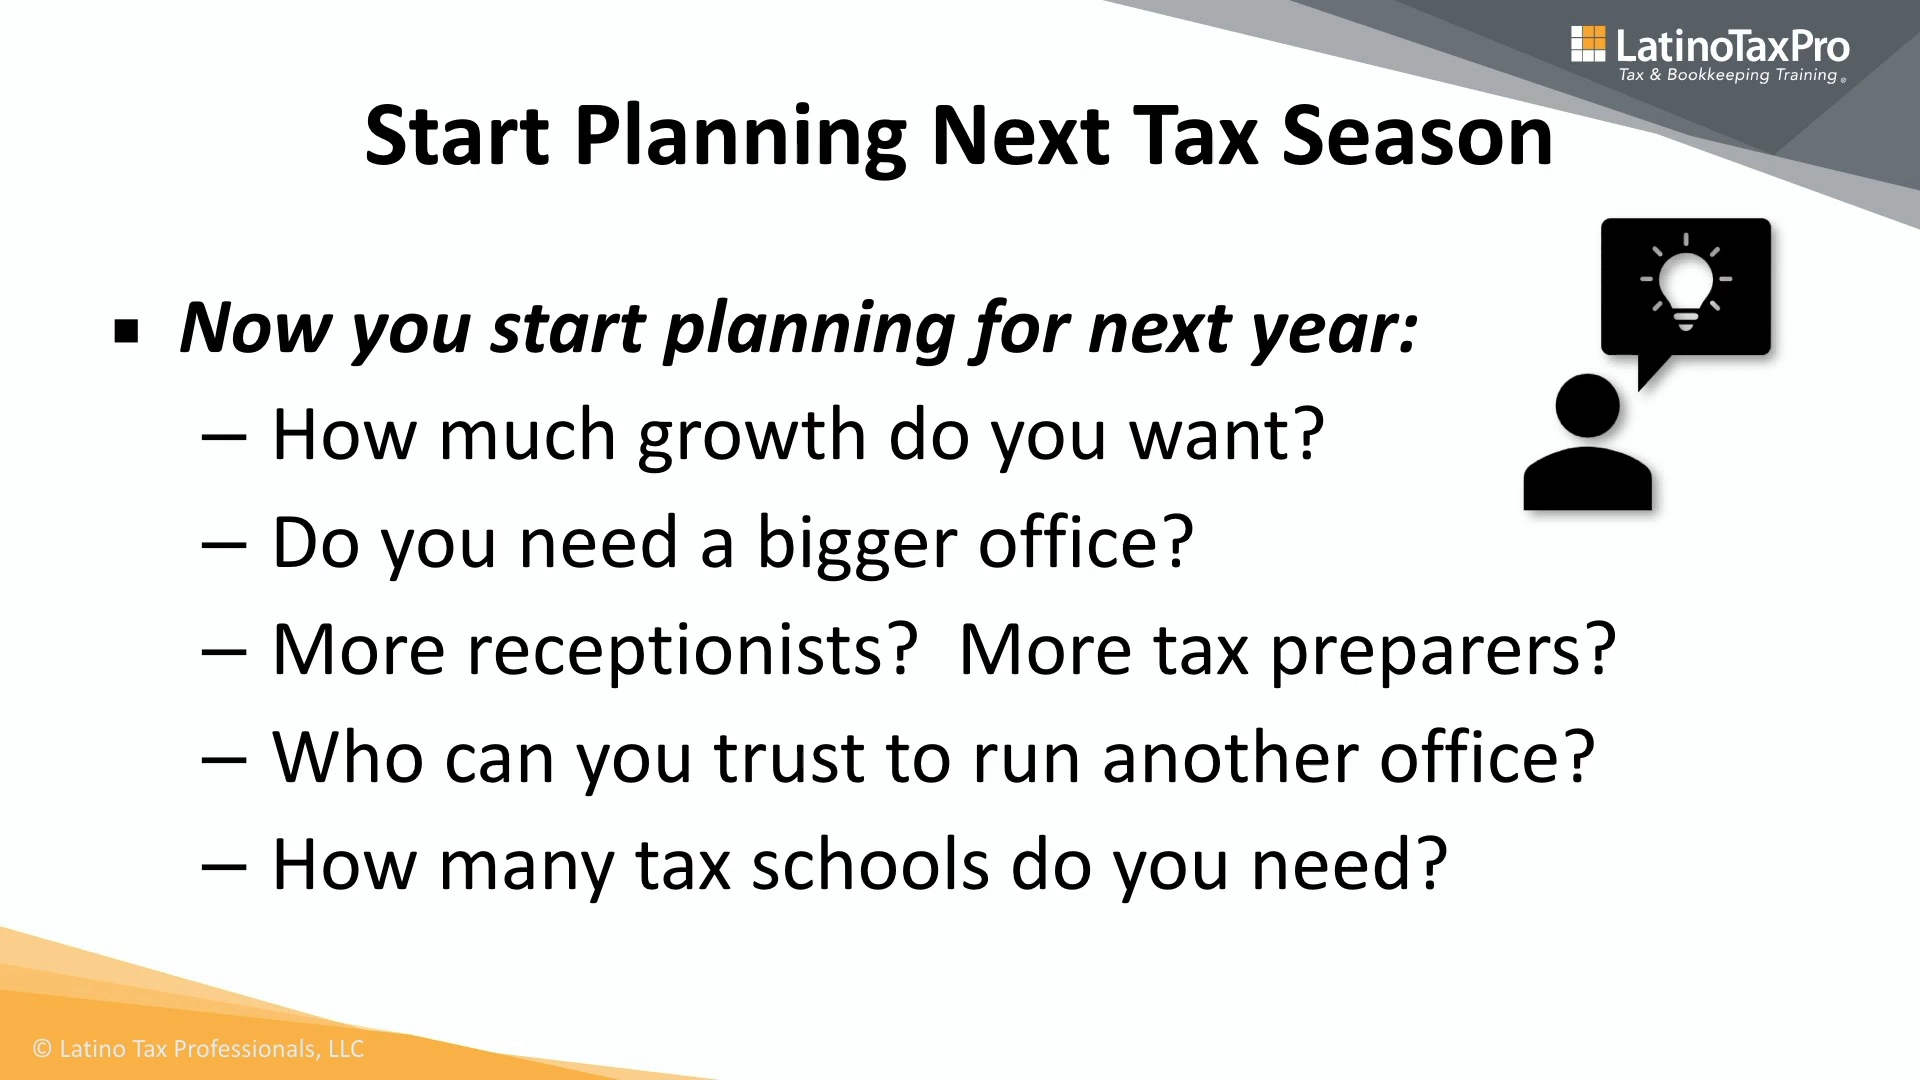 LatinoTaxPro
Tax & Bookkeeping Training®
Start Planning Next Tax Season
▪ Now you start planning for next year:
– How much growth do you want?
– Do you need a bigger office?
– More receptionists?  More tax preparers?
– Who can you trust to run another office?
– How many tax schools do you need?
© Latino Tax Professionals, LLC